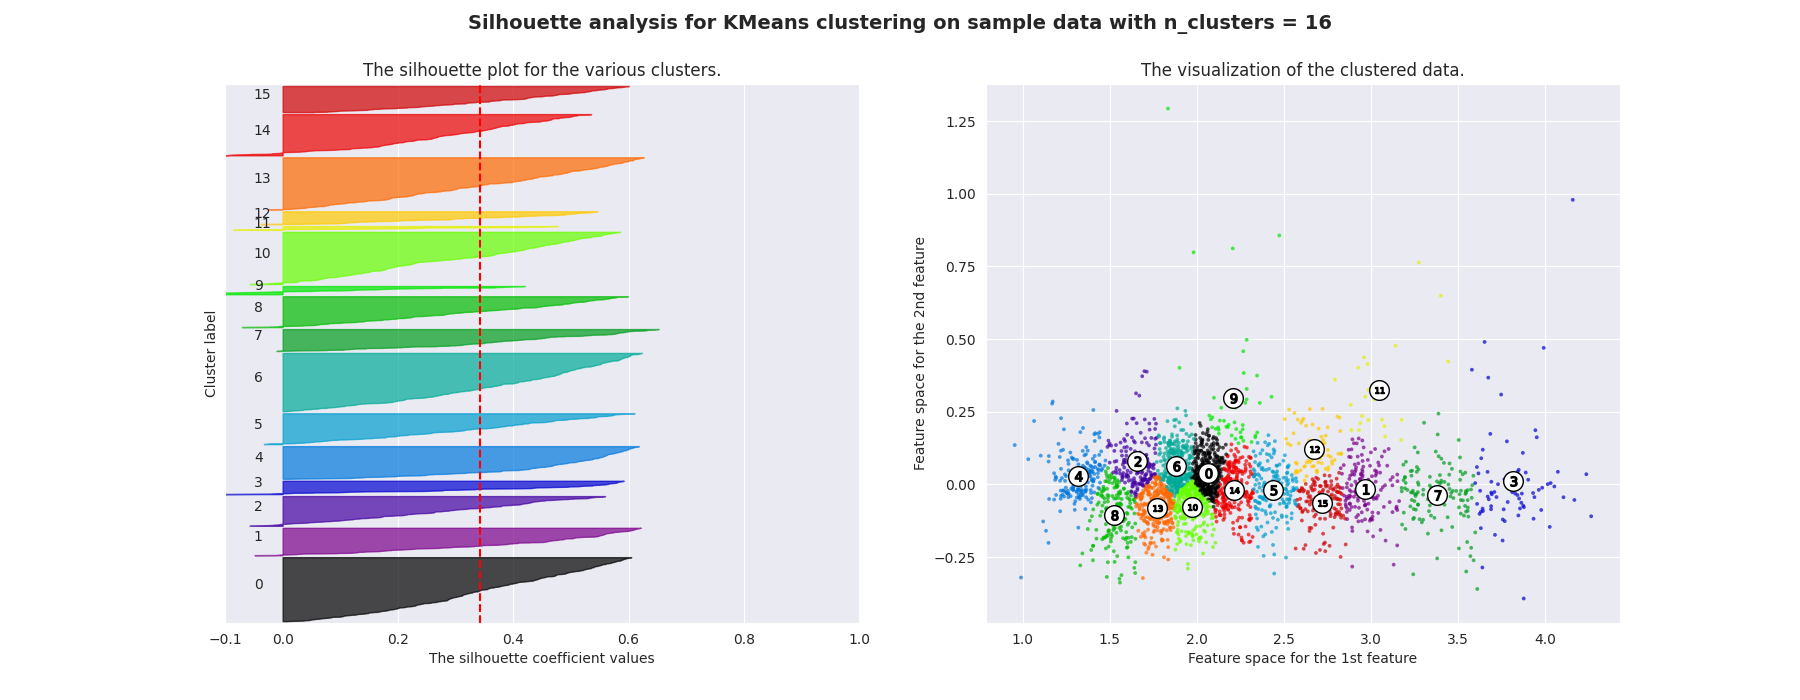 Silhouette analysis for KMeans clustering on sample data with n_clusters = 16
The silhouette plot for the various clusters.
15
14
13
12
11
10
9
8
7
6
5
4
3
2
1
0
Cluster label
−0.1 0.0 0.2 0.4 0.6 0.8 1.0
The silhouette coefficient values
The visualization of the clustered data.
1.25
1.00
0.75
0.50
0.25
0.00
−0.25
Feature space for the 2nd feature
11
9
12
2 6 0
4 3
14 5 1 7
8 13 10 15
1.0 1.5 2.0 2.5 3.0 3.5 4.0
Feature space for the 1st feature